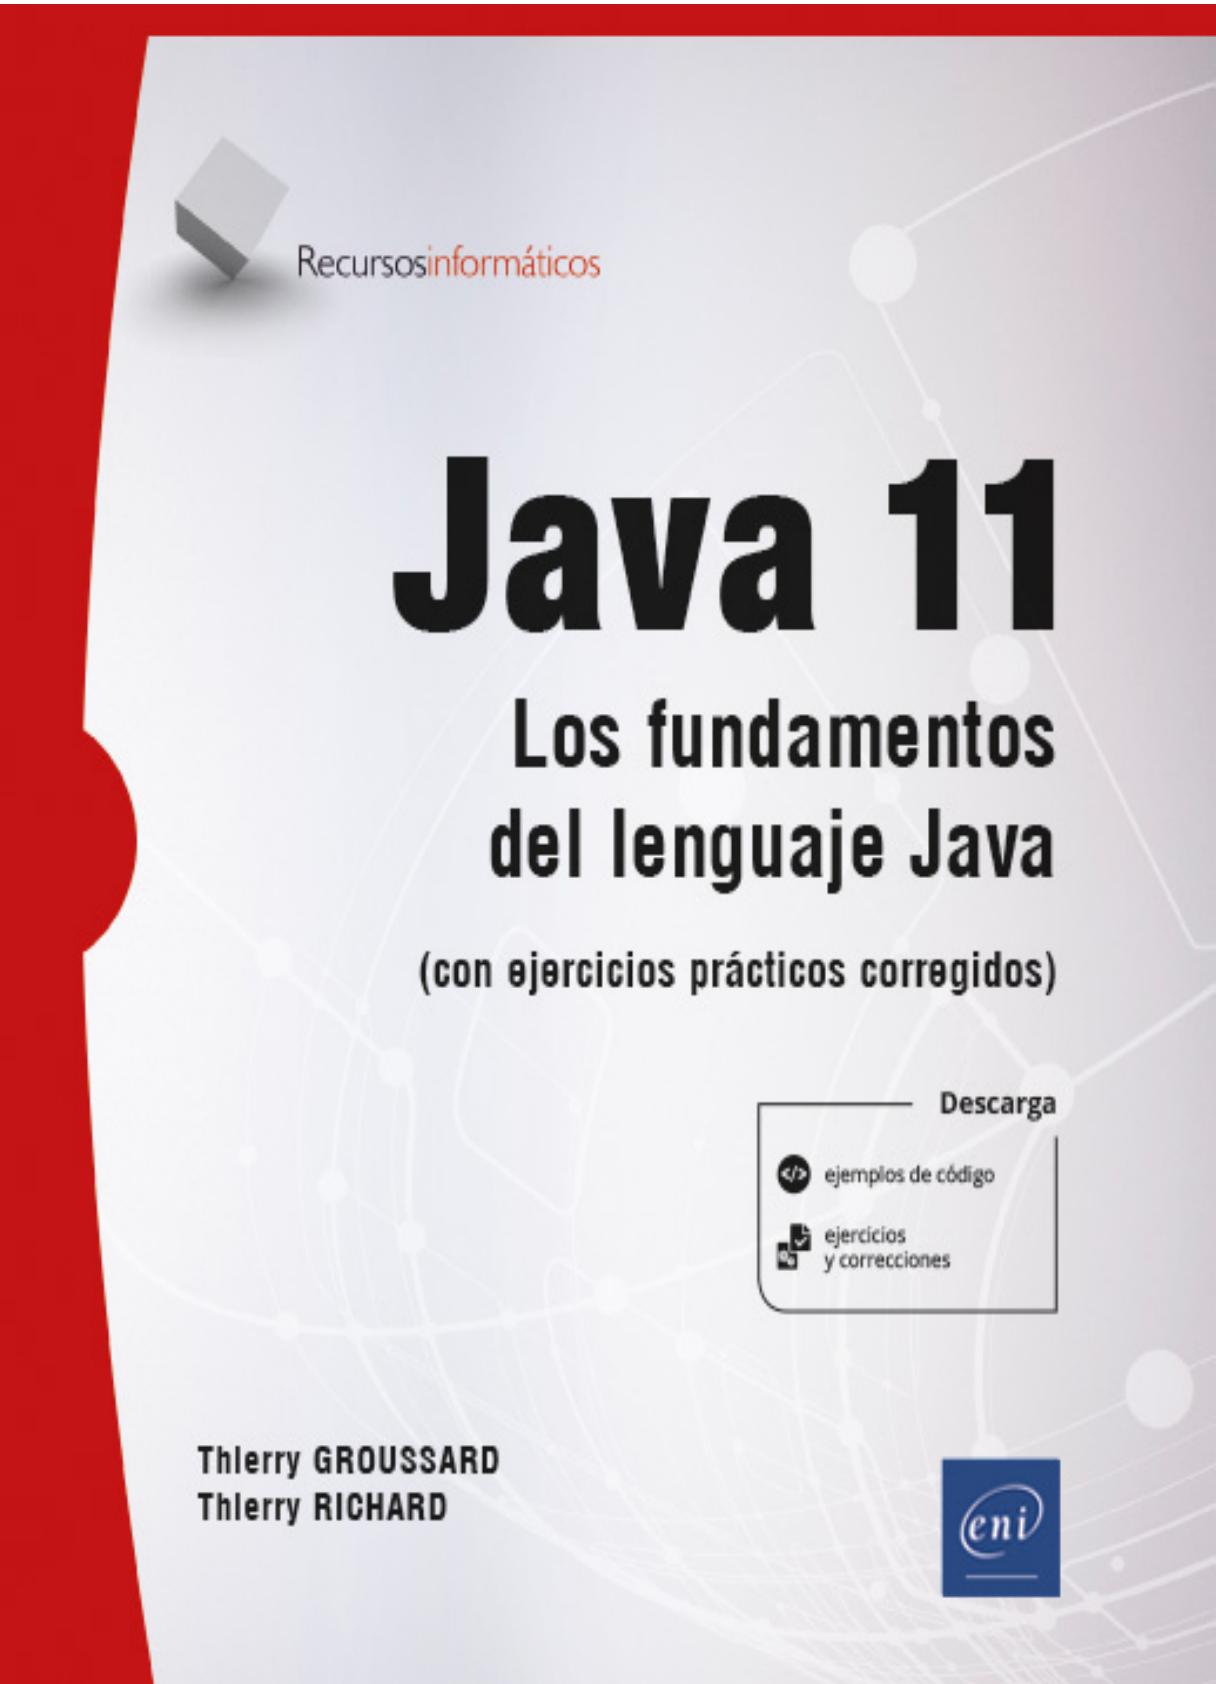 Recursosinformáticos
Java 11
Los fundamentos
del lenguaje Java
(con ejercicios prácticos corregidos)
Descarga
</>
ejemplos de código
ejercicios
y correcciones
Thierry GROUSSARD
Thierry RICHARD
eni